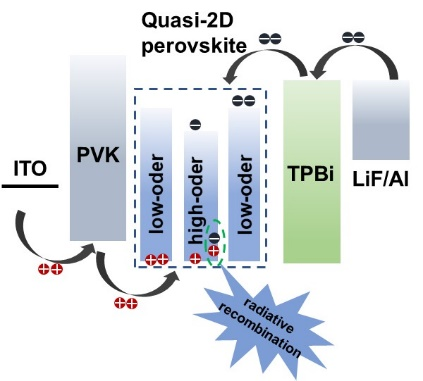 Quasi-2D
perovskite
ITO
PVK
low-oder
high-oder
low-oder
TPBi
LiF/Al
radiative
recombination